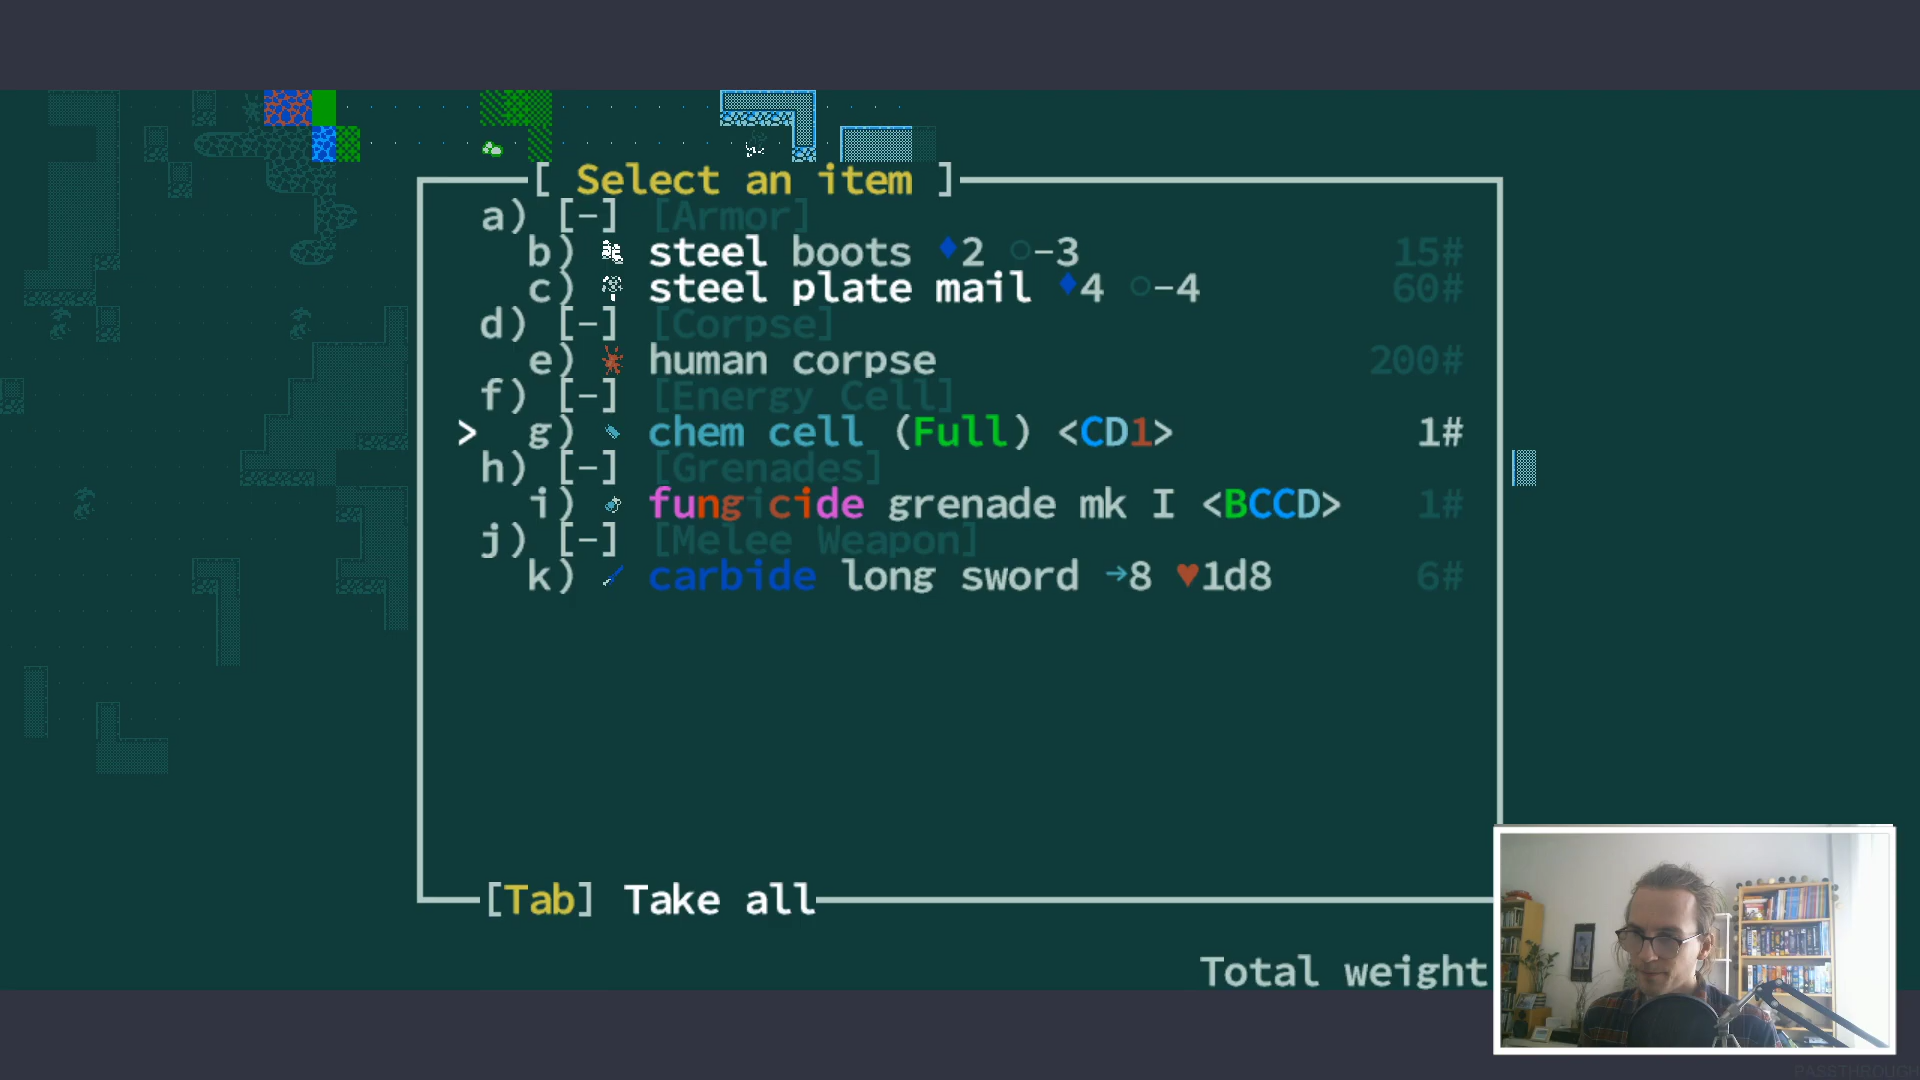 [ Select an item ]
a) [-] [Armor]
b) steel boots ♦2 ○-3 15#
c) steel plate mail ♦4 ○-4 60#
d) [-] [Corpse]
e) human corpse 200#
f) [-] [Energy Cell]
> g) chem cell (Full) <CD1> 1#
h) [-] [Grenades]
i) fungicide grenade mk I <BCCD> 1#
j) [-] [Melee Weapon]
k) carbide long sword →8 ♥1d8 6#
[Tab] Take all
Total weight
PASSTHROUGH